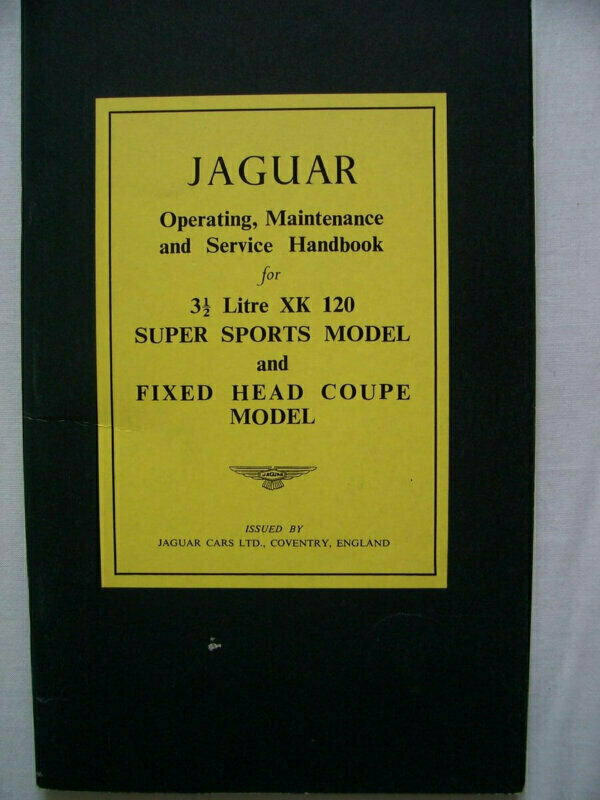 JAGUAR
Operating, Maintenance
and Service Handbook
for
3½ Litre XK 120
SUPER SPORTS MODEL
and
FIXED HEAD COUPE
MODEL
JAGUAR
ISSUED BY
JAGUAR CARS LTD., COVENTRY, ENGLAND